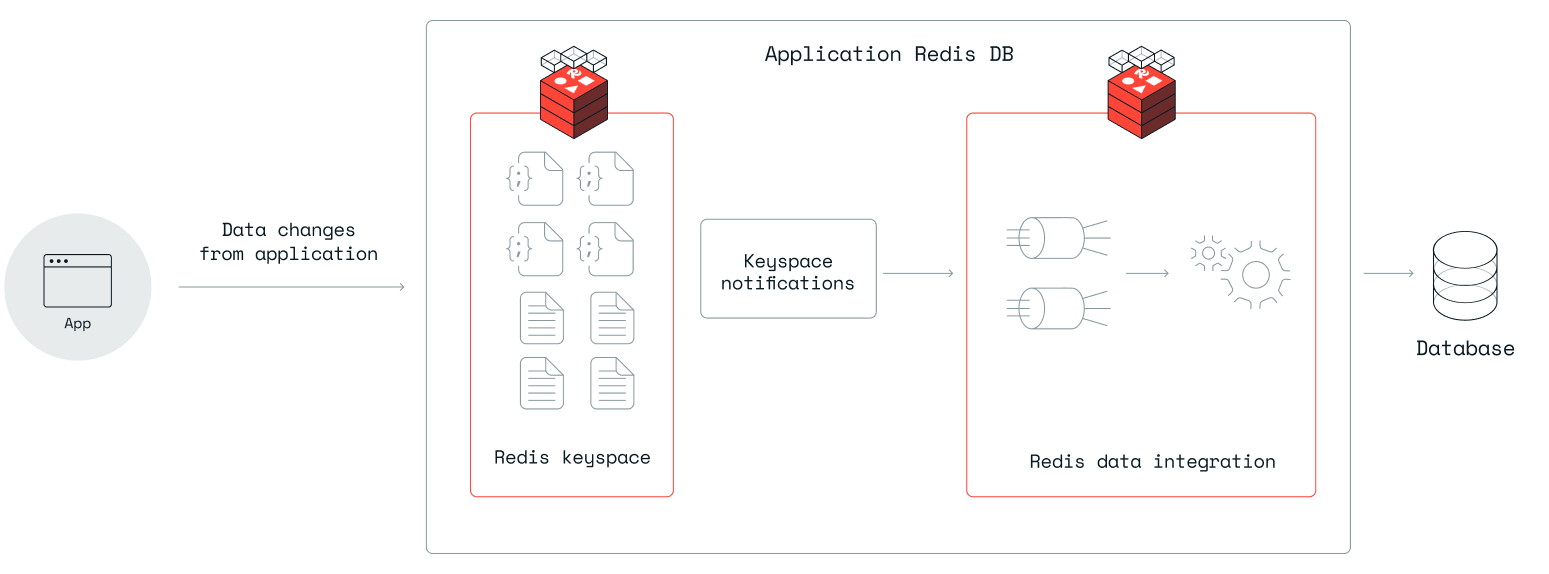 Application Redis DB
Data changes
from application
App
Keyspace
notifications
Redis keyspace
Redis data integration
Database